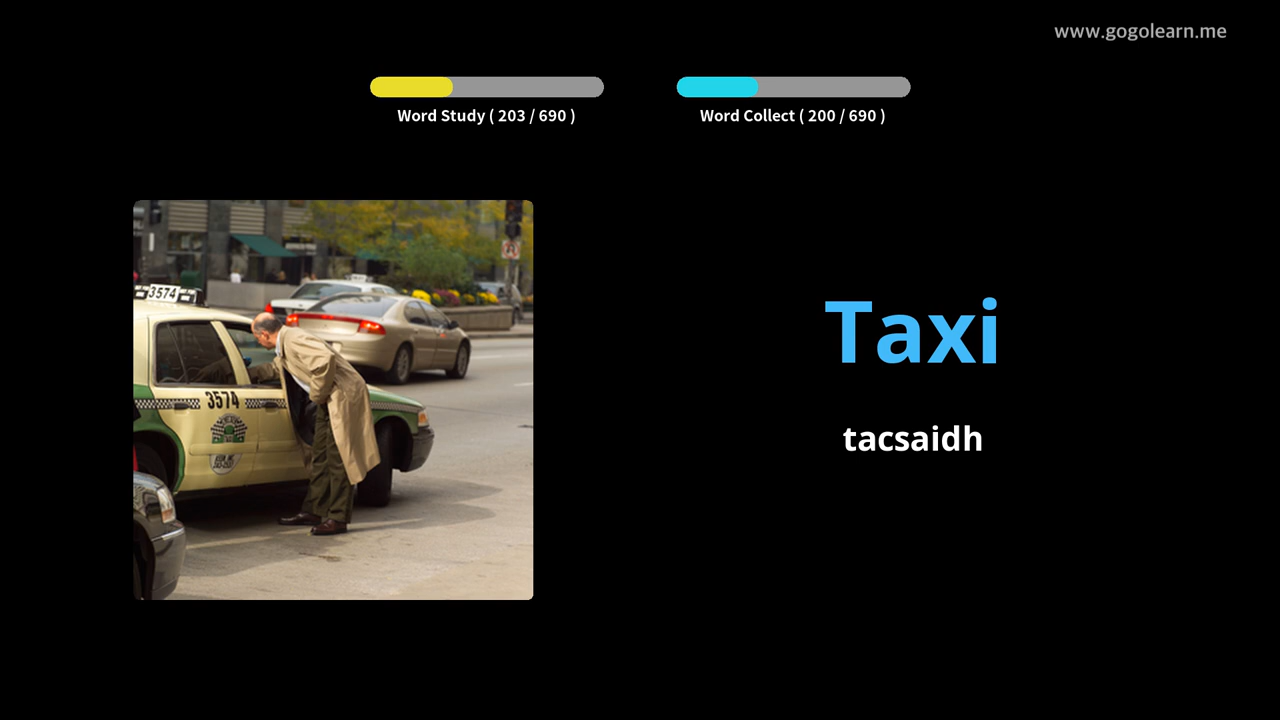 www.gogolearn.me
Word Study ( 203 / 690 )
Word Collect ( 200 / 690 )
3574
3574
Taxi
tacsaidh